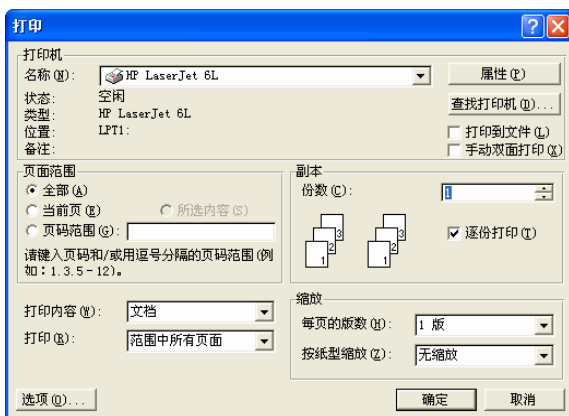 打印
打印机
名称(N): HP LaserJet 6L 属性(P)
状态: 空闲
类型: HP LaserJet 6L 查找打印机(D)...
位置: LPT1: 打印到文件(L)
备注: 手动双面打印(X)
页面范围
全部(A)
当前页(E) 所选内容(S)
页码范围(G):
请键入页码和/或用逗号分隔的页码范围(例
如：1.3.5-12)。
副本
份数(C): 1
3 3
2 2
1 1
逐份打印(T)
打印内容(W): 文档
打印(R): 范围中所有页面
缩放
每页的版数(H): 1 版
按纸型缩放(Z): 无缩放
选项(O)... 确定 取消